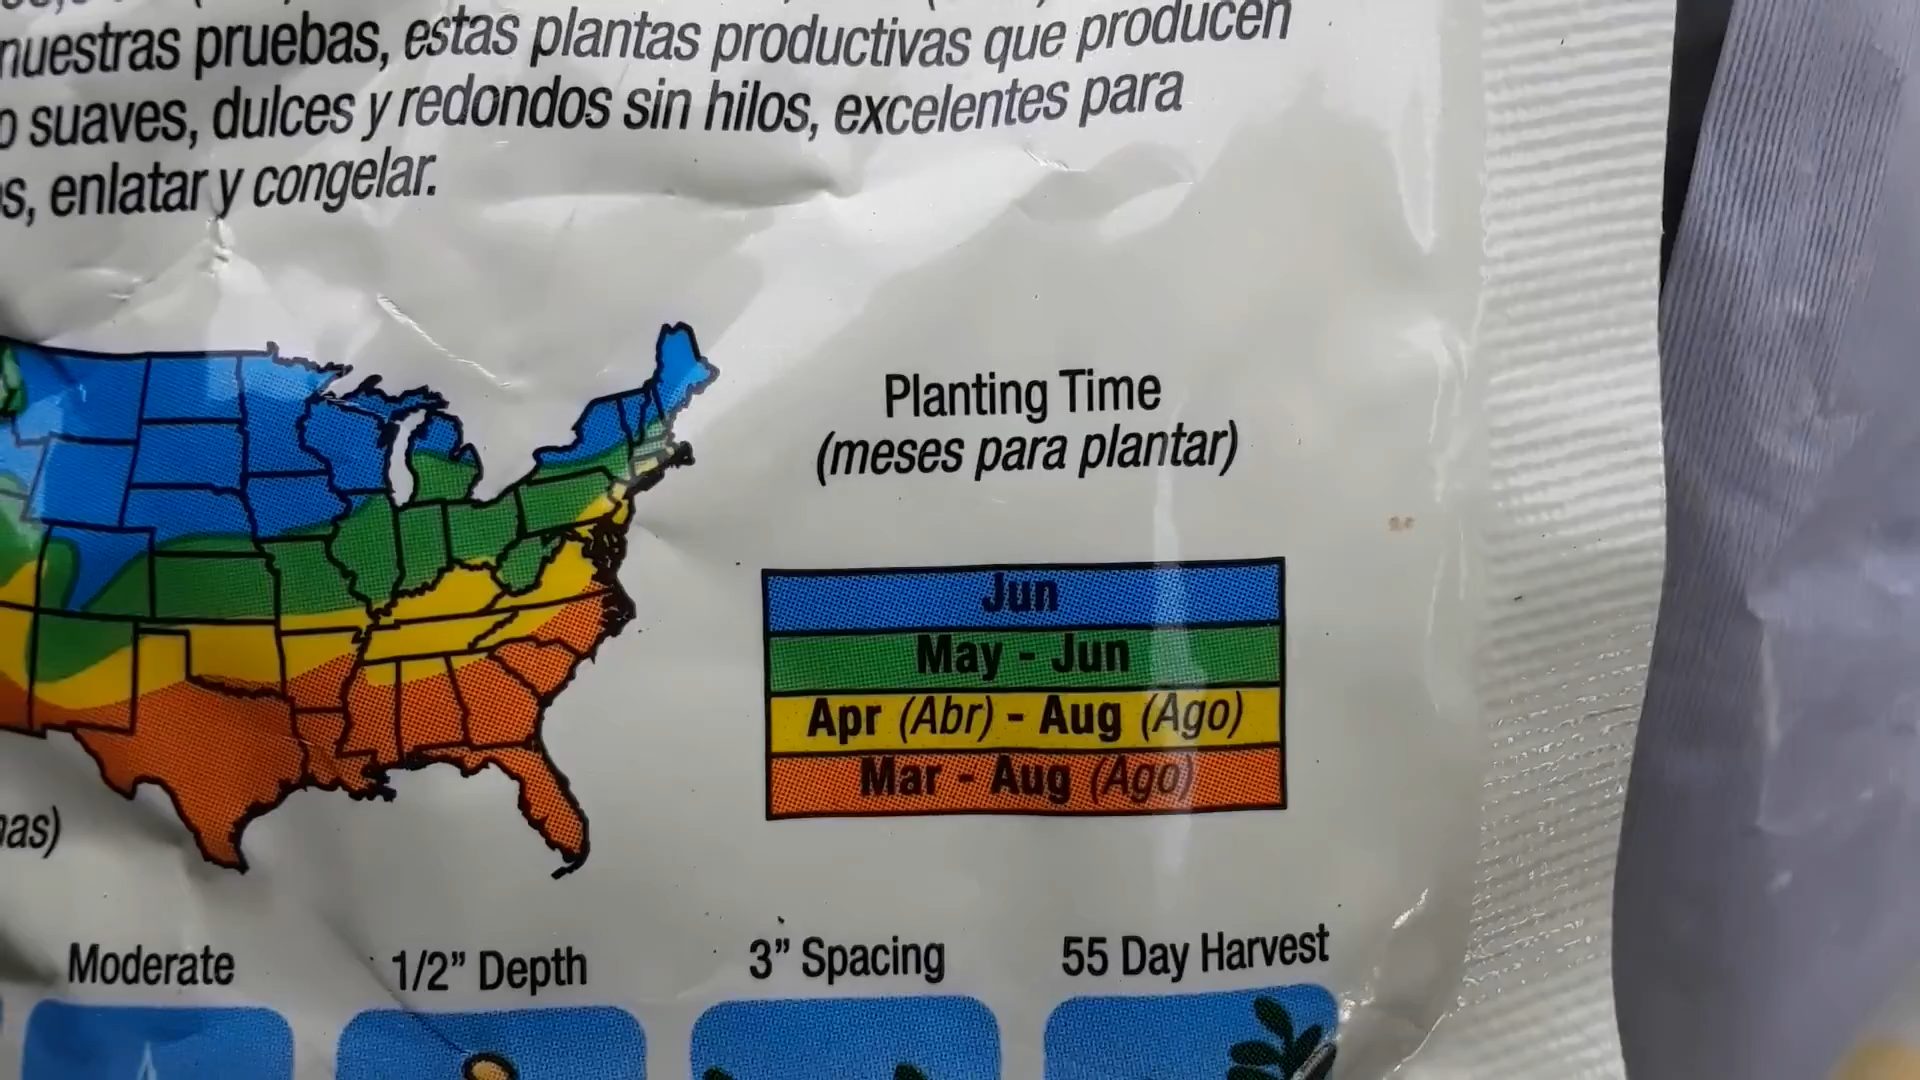 nuestras pruebas, estas plantas productivas que producen
suaves, dulces y redondos sin hilos, excelentes para
enlatar y congelar.
Planting Time
(meses para plantar)
Jun
May - Jun
Apr (Abr) - Aug (Ago)
Mar - Aug (Ago)
Moderate
1/2” Depth
3” Spacing
55 Day Harvest